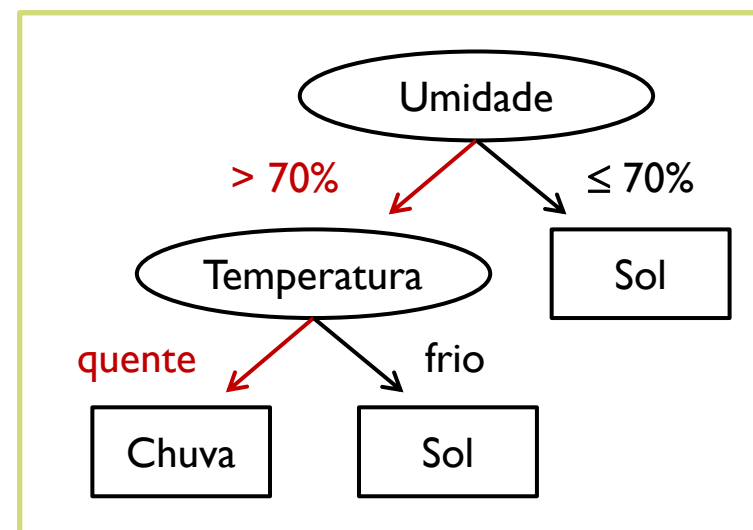 Umidade
> 70%
≤ 70%
Temperatura
Sol
quente
frio
Chuva
Sol